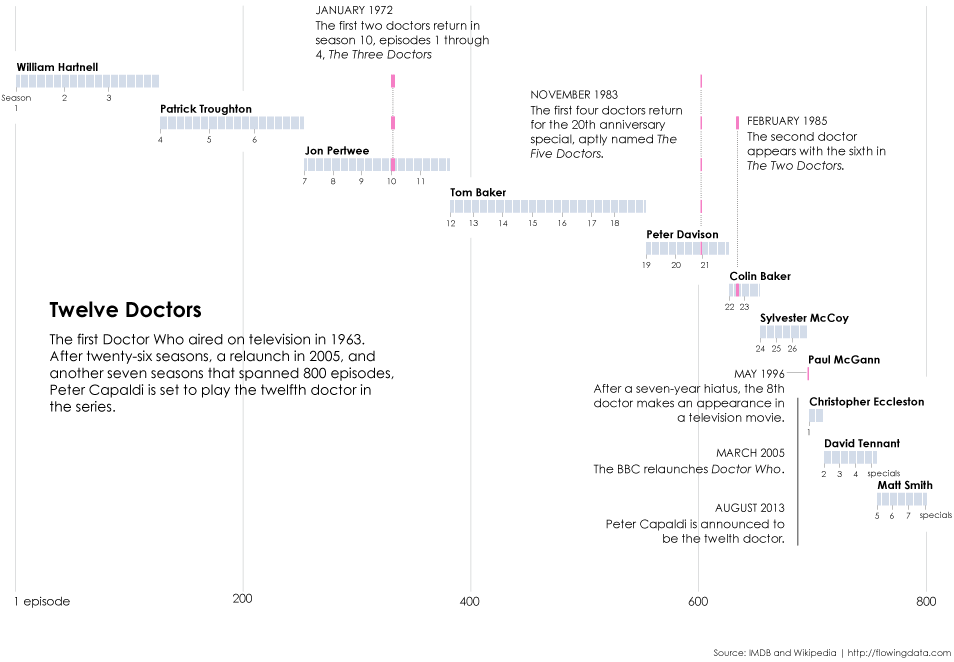 JANUARY 1972
The first two doctors return in
season 10, episodes 1 through
4, The Three Doctors
William Hartnell
Season
1 2 3
Patrick Troughton
4 5 6
NOVEMBER 1983
The first four doctors return
for the 20th anniversary
special, aptly named The
Five Doctors.
FEBRUARY 1985
The second doctor
appears with the sixth in
The Two Doctors.
Jon Pertwee
7 8 9 10 11
Tom Baker
12 13 14 15 16 17 18
Peter Davison
19 20 21
Colin Baker
22 23
Twelve Doctors
The first Doctor Who aired on television in 1963.
After twenty-six seasons, a relaunch in 2005, and
another seven seasons that spanned 800 episodes,
Peter Capaldi is set to play the twelfth doctor in
the series.
Sylvester McCoy
24 25 26
Paul McGann
MAY 1996
After a seven-year hiatus, the 8th
doctor makes an appearance in
a television movie.
Christopher Eccleston
1
David Tennant
2 3 4 specials
MARCH 2005
The BBC relaunches Doctor Who.
Matt Smith
5 6 7 specials
AUGUST 2013
Peter Capaldi is announced to
be the twelth doctor.
1 episode 200 400 600 800
Source: IMDB and Wikipedia | http://flowingdata.com